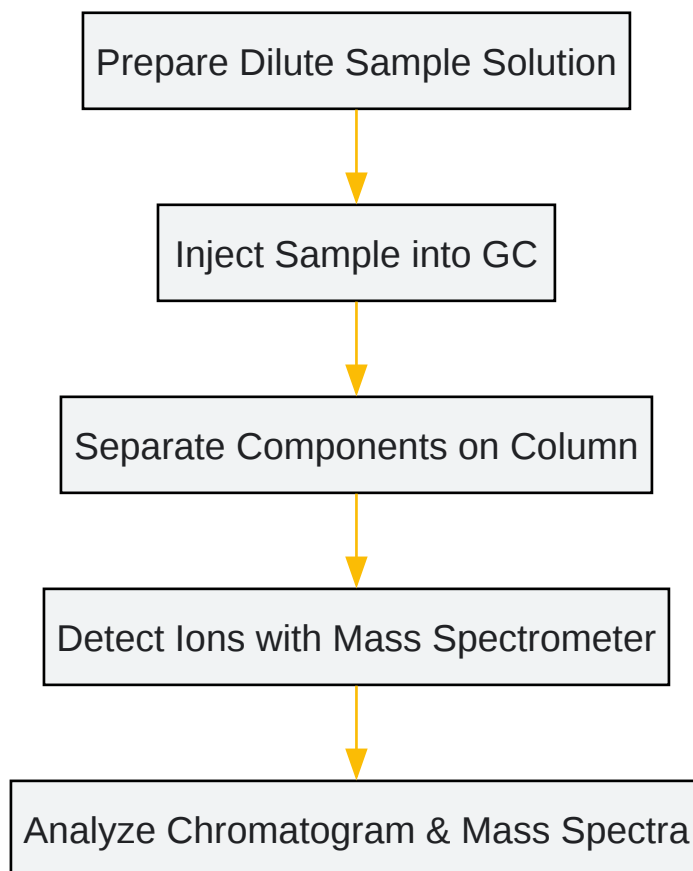 Prepare Dilute Sample Solution
Inject Sample into GC
Separate Components on Column
Detect Ions with Mass Spectrometer
Analyze Chromatogram & Mass Spectra